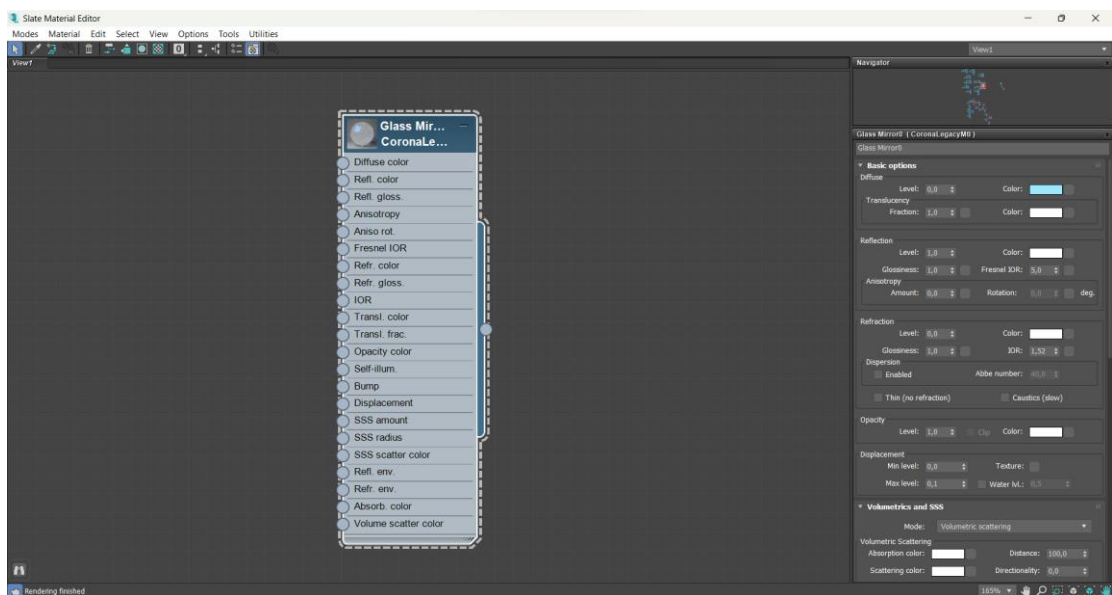 Slate Material Editor
Modes Material Edit Select View Options Tools Utilities
View1
View1
Navigator
Glass Mir...
CoronaLe...
Diffuse color
Refl. color
Refl. gloss.
Anisotropy
Aniso rot.
Fresnel IOR
Refr. color
Refr. gloss.
IOR
Transl. color
Transl. frac.
Opacity color
Self-illum.
Bump
Displacement
SSS amount
SSS radius
SSS scatter color
Refl. env.
Refr. env.
Absorb. color
Volume scatter color
Glass Mirror0 ( CoronaLegacyMtl )
Glass Mirror0
Basic options
Diffuse
Level: 0,0 Color:
Translucency
Fraction: 1,0 Color:
Reflection
Level: 1,0 Color:
Glossiness: 1,0 Fresnel IOR: 5,0
Anisotropy
Amount: 0,0 Rotation: 0,0 deg.
Refraction
Level: 0,0 Color:
Glossiness: 1,0 IOR: 1,52
Dispersion
Enabled Abbe number: 40,0
Thin (no refraction) Caustics (slow)
Opacity
Level: 1,0 Clip Color:
Displacement
Min level: 0,0 Texture:
Max level: 0,1 Water lvl.: 0,5
Volumetrics and SSS
Mode: Volumetric scattering
Volumetric Scattering
Absorption color: Distance: 100,0
Scattering color: Directionality: 0,0
Rendering finished
165%